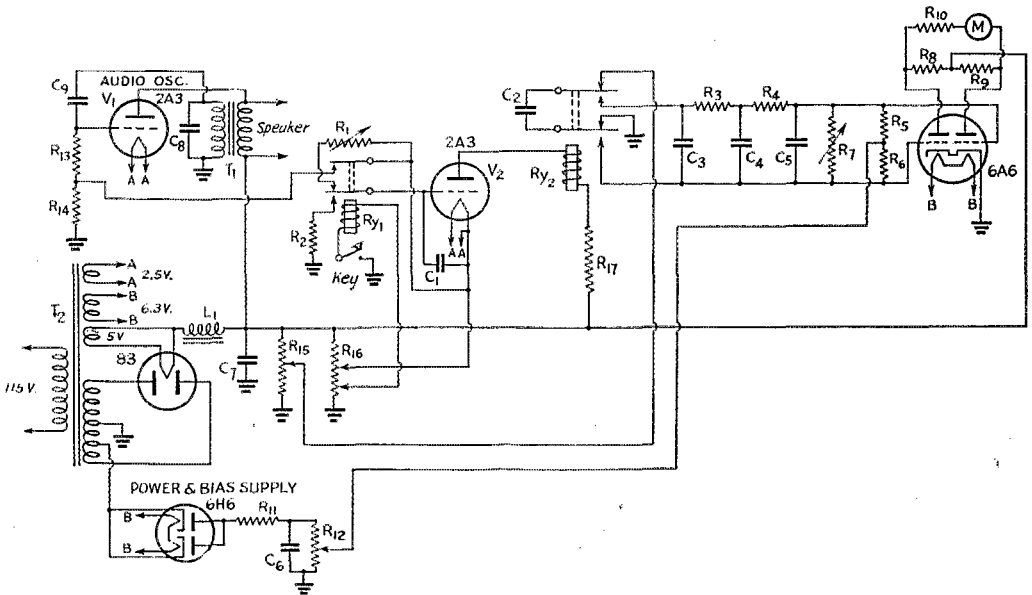 R10
M
R8
R9
AUDIO OSC.
C9
V1
2A3
C8
Speaker
T1
R13
A A
R14
R1
2A3
V2
R2
Ry1
Key
A A
C1
C2
Ry2
R17
R3
R4
C3
C4
C5
R7
R5
R6
6A6
B
B
A
2.5V.
A
B
6.3V.
B
T2
5V
L1
83
115V.
C7
R15
R16
POWER & BIAS SUPPLY
6H6
R11
B
B
C6
R12